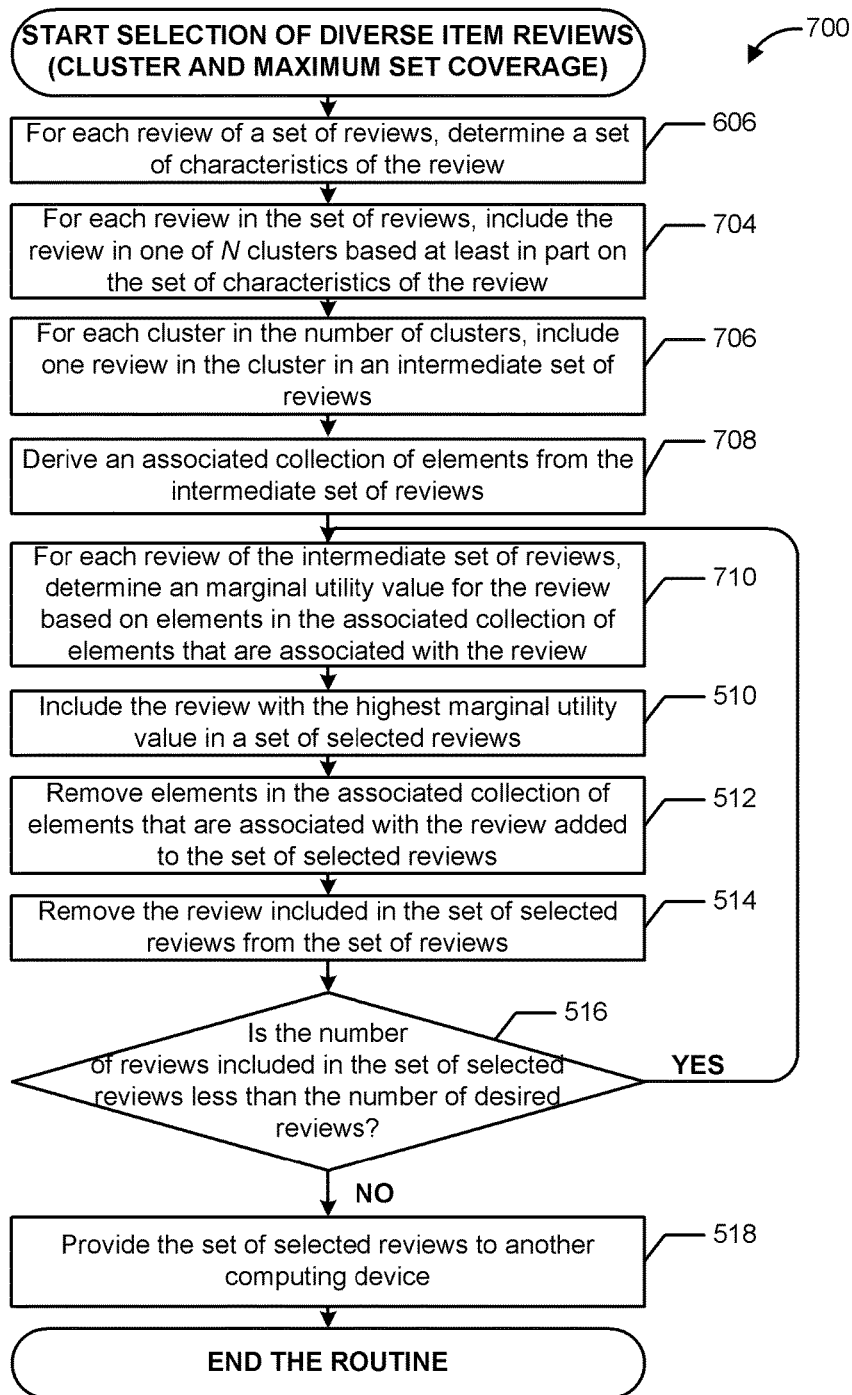 START SELECTION OF DIVERSE ITEM REVIEWS
(CLUSTER AND MAXIMUM SET COVERAGE)
700
For each review of a set of reviews, determine a set
of characteristics of the review
606
For each review in the set of reviews, include the
review in one of N clusters based at least in part on
the set of characteristics of the review
704
For each cluster in the number of clusters, include
one review in the cluster in an intermediate set of
reviews
706
Derive an associated collection of elements from the
intermediate set of reviews
708
For each review of the intermediate set of reviews,
determine an marginal utility value for the review
based on elements in the associated collection of
elements that are associated with the review
710
Include the review with the highest marginal utility
value in a set of selected reviews
510
Remove elements in the associated collection of
elements that are associated with the review added
to the set of selected reviews
512
Remove the review included in the set of selected
reviews from the set of reviews
514
Is the number
of reviews included in the set of selected
reviews less than the number of desired
reviews?
516
YES
NO
Provide the set of selected reviews to another
computing device
518
END THE ROUTINE